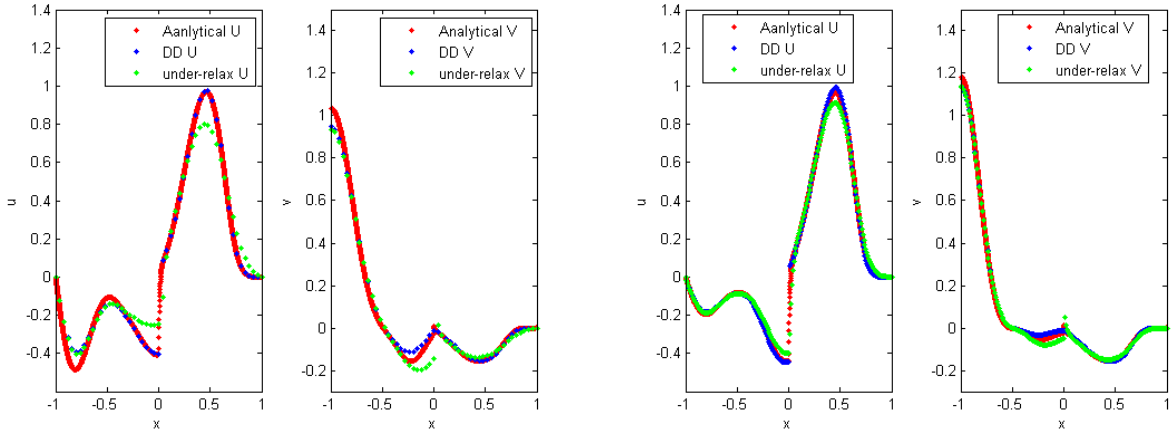 1.4
1.2
1
0.8
0.6
0.4
0.2
0
-0.2
-0.4
-1 -0.5 0 0.5 1
x
u
Aanlytical U
DD U
under-relax U
1.4
1.2
1
0.8
0.6
0.4
0.2
0
-0.2
-1 -0.5 0 0.5 1
x
v
Analytical V
DD V
under-relax V
1.4
1.2
1
0.8
0.6
0.4
0.2
0
-0.2
-0.4
-1 -0.5 0 0.5 1
x
u
Aanlytical U
DD U
under-relax U
1.4
1.2
1
0.8
0.6
0.4
0.2
0
-0.2
-1 -0.5 0 0.5 1
x
v
Analytical V
DD V
under-relax V